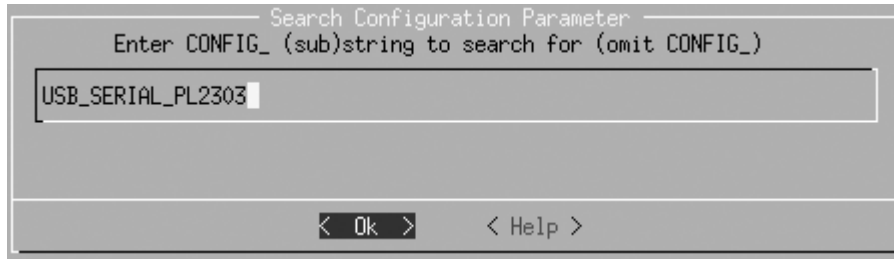 Search Configuration Parameter
Enter CONFIG_ (sub)string to search for (omit CONFIG_)
USB_SERIAL_PL2303
< Ok > < Help >